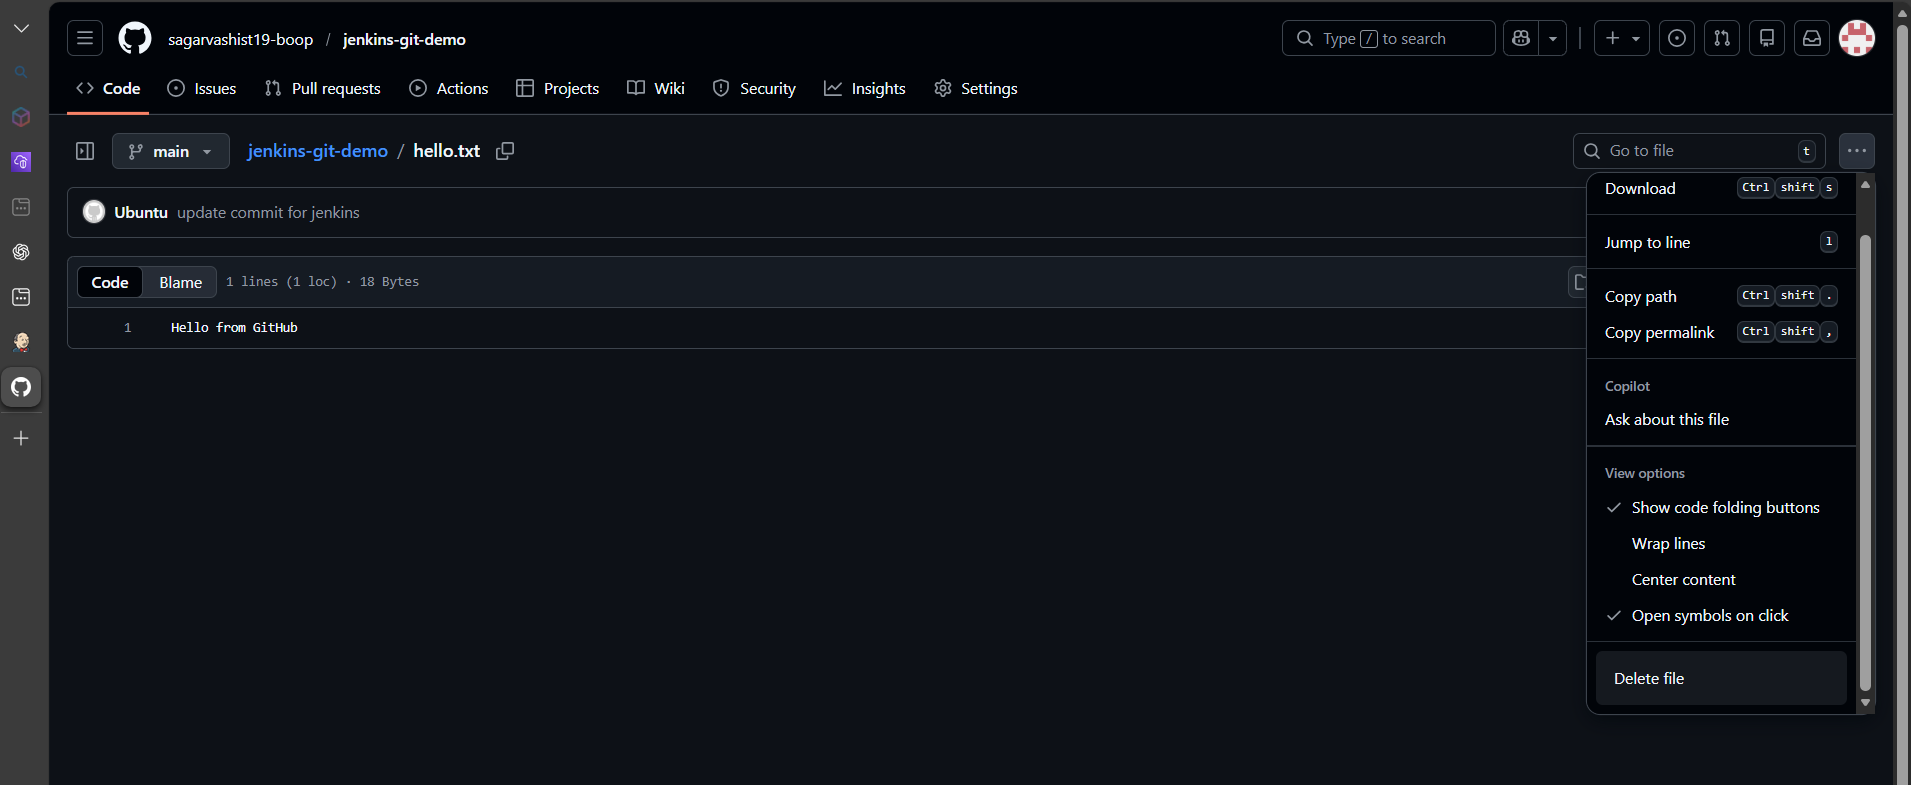 sagarvashist19-boop / jenkins-git-demo
Type / to search
Code
Issues
Pull requests
Actions
Projects
Wiki
Security
Insights
Settings
main
jenkins-git-demo / hello.txt
Go to file
t
Ubuntu update commit for jenkins
Code
Blame
1 lines (1 loc) · 18 Bytes
1 Hello from GitHub
Download Ctrl shift s
Jump to line l
Copy path Ctrl shift .
Copy permalink Ctrl shift ,
Copilot
Ask about this file
View options
Show code folding buttons
Wrap lines
Center content
Open symbols on click
Delete file